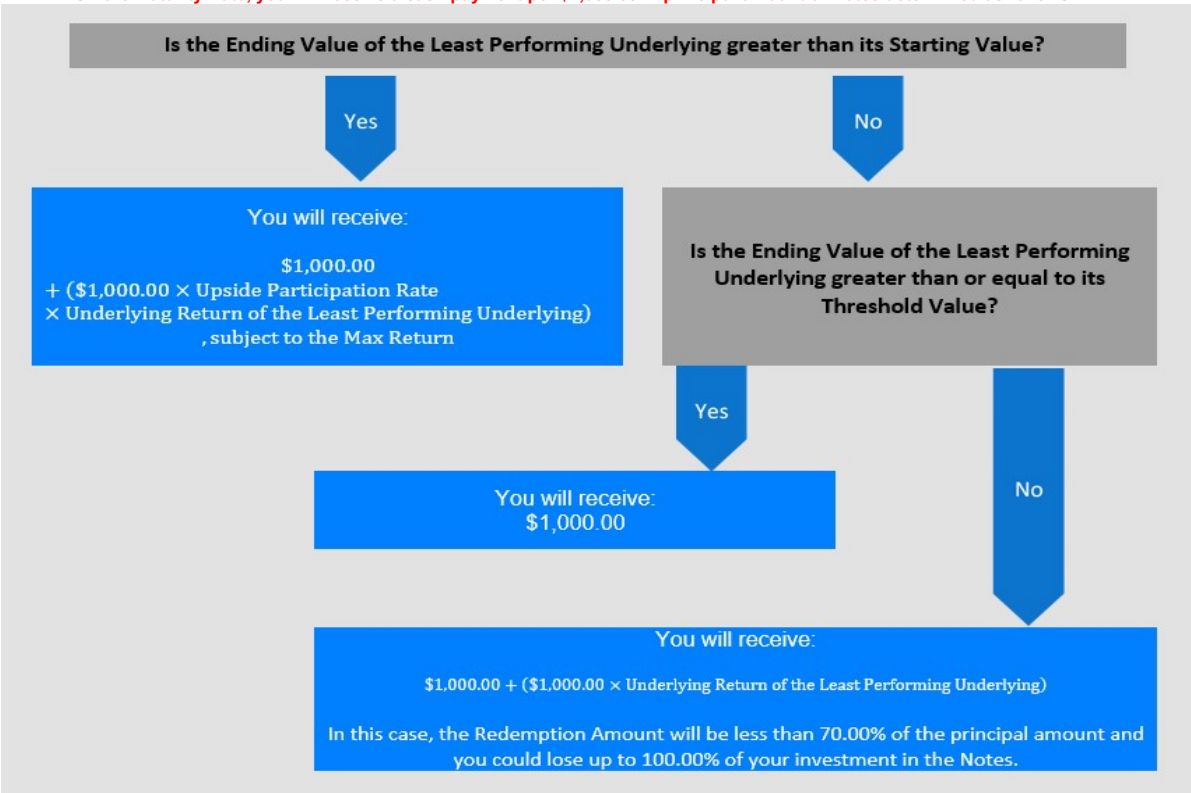 Is the Ending Value of the Least Performing Underlying greater than its Starting Value?
Yes
No
You will receive:
$1,000.00
+ ($1,000.00 × Upside Participation Rate
× Underlying Return of the Least Performing Underlying)
, subject to the Max Return
Is the Ending Value of the Least Performing
Underlying greater than or equal to its
Threshold Value?
Yes
You will receive:
$1,000.00
No
You will receive:
$1,000.00 + ($1,000.00 × Underlying Return of the Least Performing Underlying)
In this case, the Redemption Amount will be less than 70.00% of the principal amount and
you could lose up to 100.00% of your investment in the Notes.